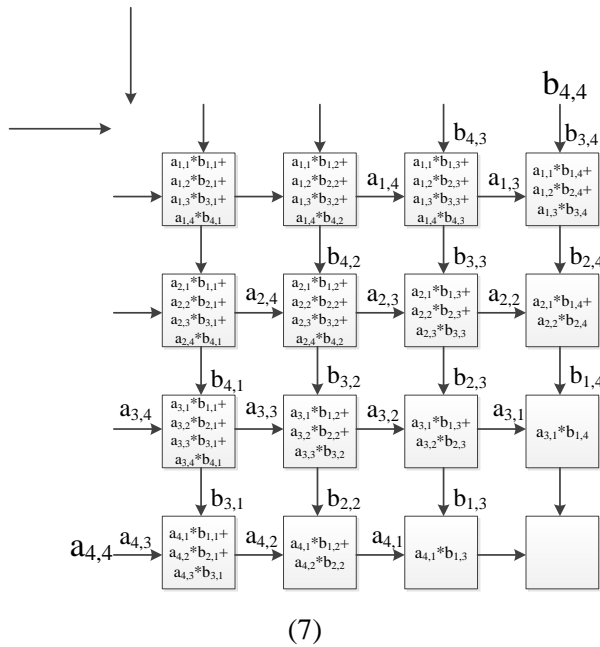 b4,4
b4,3
b3,4
a1,1*b1,1+
a1,2*b2,1+
a1,3*b3,1+
a1,4*b4,1
a1,1*b1,2+
a1,2*b2,2+
a1,3*b3,2+
a1,4*b4,2
a1,4
a1,1*b1,3+
a1,2*b2,3+
a1,3*b3,3+
a1,4*b4,3
a1,3
a1,1*b1,4+
a1,2*b2,4+
a1,3*b3,4
b4,2
b3,3
b2,4
a2,1*b1,1+
a2,2*b2,1+
a2,3*b3,1+
a2,4*b4,1
a2,4
a2,1*b1,2+
a2,2*b2,2+
a2,3*b3,2+
a2,4*b4,2
a2,3
a2,1*b1,3+
a2,2*b2,3+
a2,3*b3,3
a2,2
a2,1*b1,4+
a2,2*b2,4
b4,1
b3,2
b2,3
b1,4
a3,4
a3,1*b1,1+
a3,2*b2,1+
a3,3*b3,1+
a3,4*b4,1
a3,3
a3,1*b1,2+
a3,2*b2,2+
a3,3*b3,2
a3,2
a3,1*b1,3+
a3,2*b2,3
a3,1
a3,1*b1,4
b3,1
b2,2
b1,3
a4,4
a4,3
a4,1*b1,1+
a4,2*b2,1+
a4,3*b3,1
a4,2
a4,1*b1,2+
a4,2*b2,2
a4,1
a4,1*b1,3
(7)